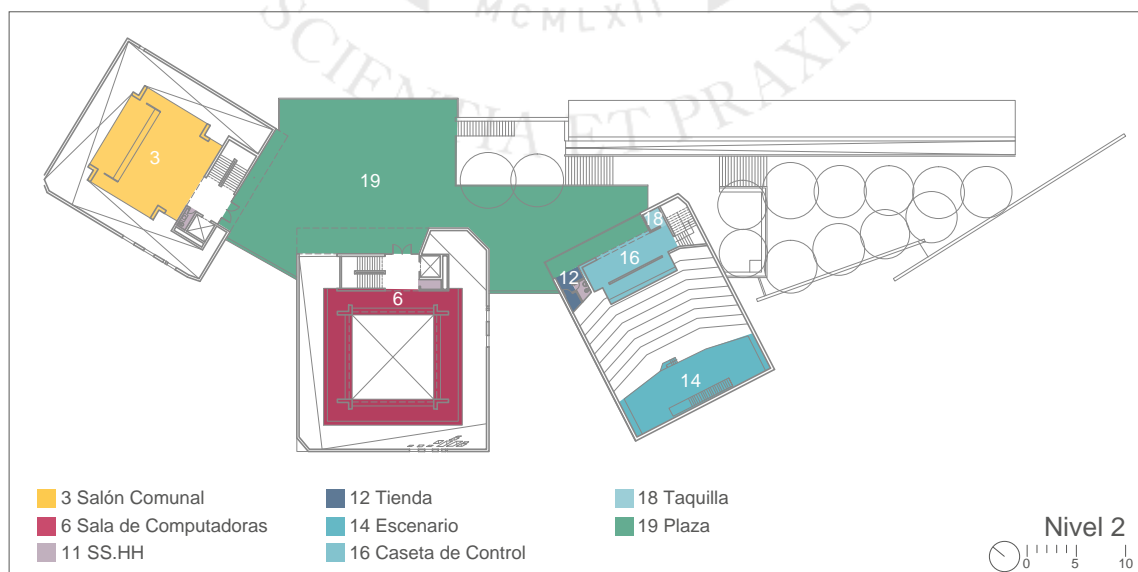 MCMLXII
SCIENTIA ET PRAXIS
3
19
18
16
12
6
14
3 Salón Comunal
6 Sala de Computadoras
11 SS.HH
12 Tienda
14 Escenario
16 Caseta de Control
18 Taquilla
19 Plaza
Nivel 2
0 5 10